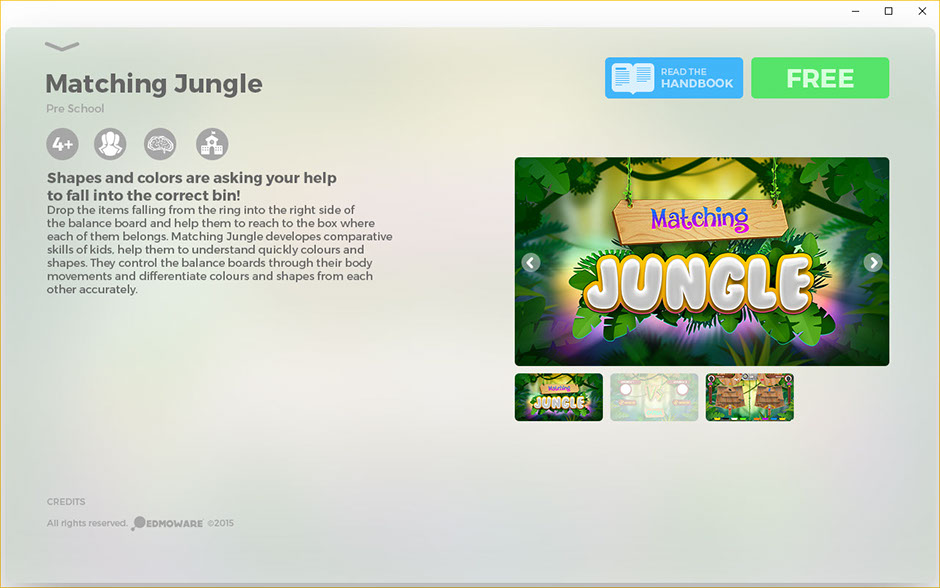 Matching Jungle
Pre School
READ THE
HANDBOOK
FREE
4+
Shapes and colors are asking your help
to fall into the correct bin!
Drop the items falling from the ring into the right side of
the balance board and help them to reach to the box where
each of them belongs. Matching Jungle developes comparative
skills of kids, help them to understand quickly colours and
shapes. They control the balance boards through their body
movements and differentiate colours and shapes from each
other accurately.
Matching
JUNGLE
Matching
JUNGLE
CREDITS
All rights reserved. EDMOWARE ©2015